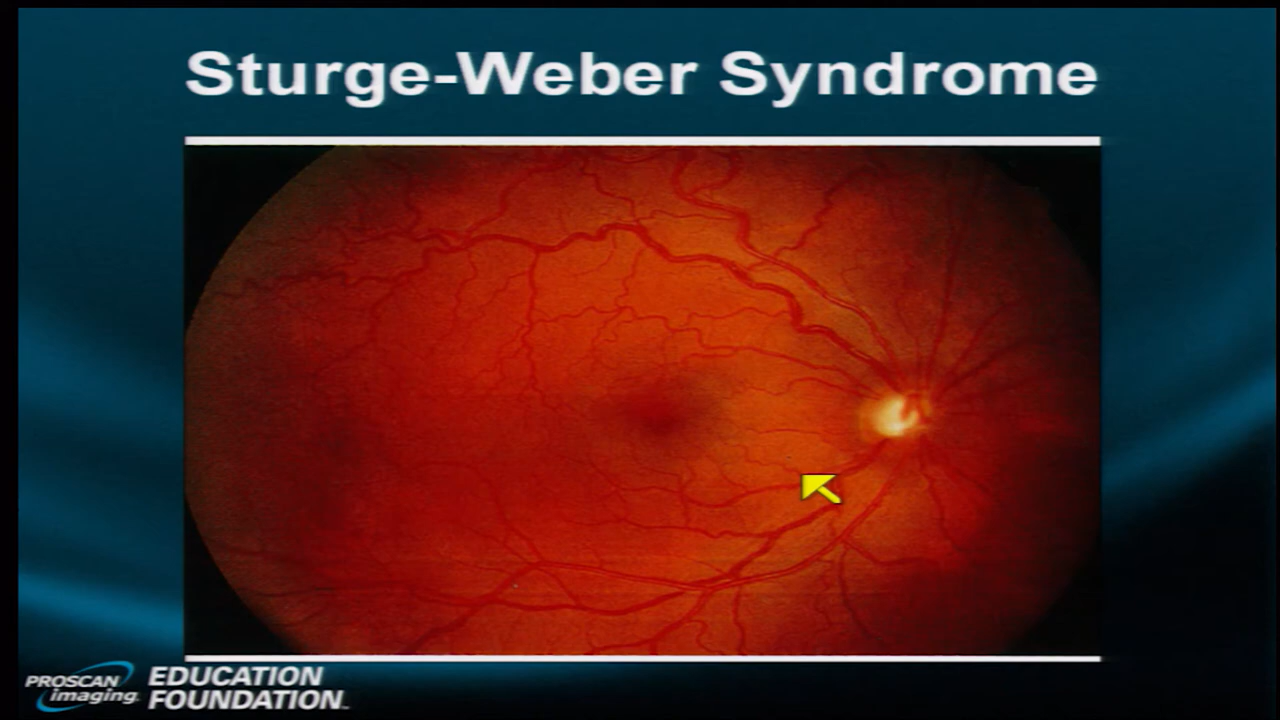 Sturge-Weber Syndrome
PROSCAN
imaging
EDUCATION
FOUNDATION